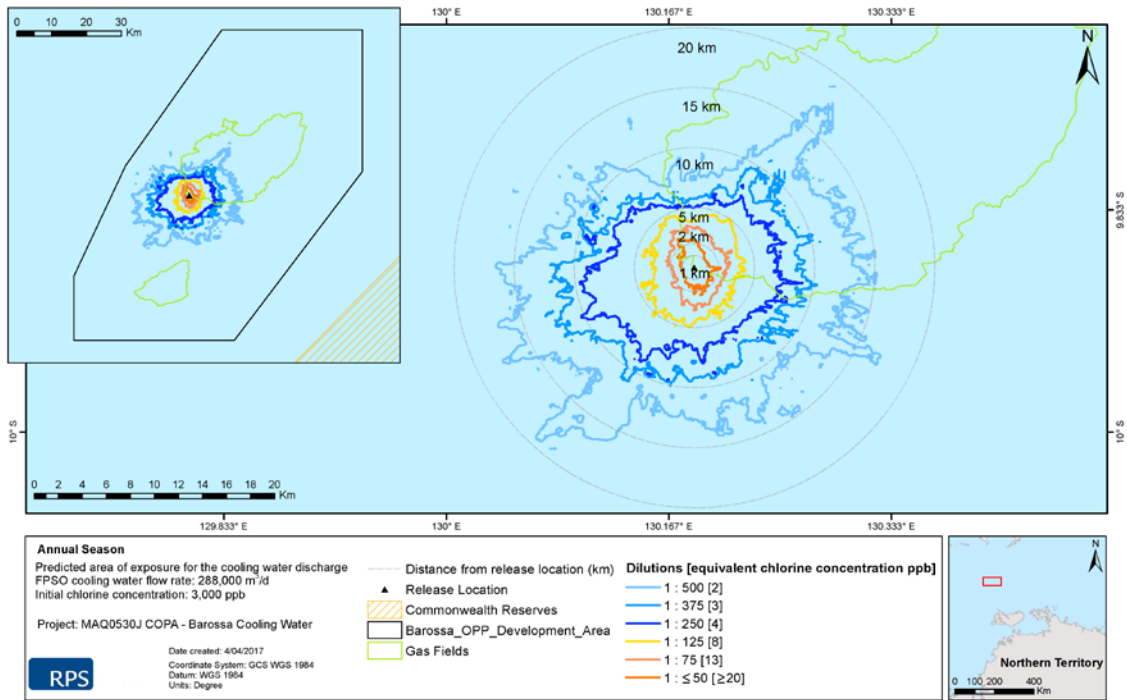 0 10 20 30
Km
130° E
130.167° E
130.333° E
N
20 km
15 km
10 km
5 km
2 km
1 km
9.833° S
10° S
10° S
0 2 4 6 8 10 12 14 16 18 20
Km
129.833° E
130° E
130.167° E
130.333° E
Annual Season
Predicted area of exposure for the cooling water discharge
FPSO cooling water flow rate: 288,000 m³/d
Initial chlorine concentration: 3,000 ppb
Project: MAQ0530J COPA - Barossa Cooling Water
RPS
Date created: 4/04/2017
Coordinate System: GCS WGS 1984
Datum: WGS 1984
Units: Degree
Distance from release location (km)
Release Location
Commonwealth Reserves
Barossa_OPP_Development_Area
Gas Fields
Dilutions [equivalent chlorine concentration ppb]
1 : 500 [2]
1 : 375 [3]
1 : 250 [4]
1 : 125 [8]
1 : 75 [13]
1 : ≤ 50 [≥20]
N
Northern Territory
0 100 200 400
Km